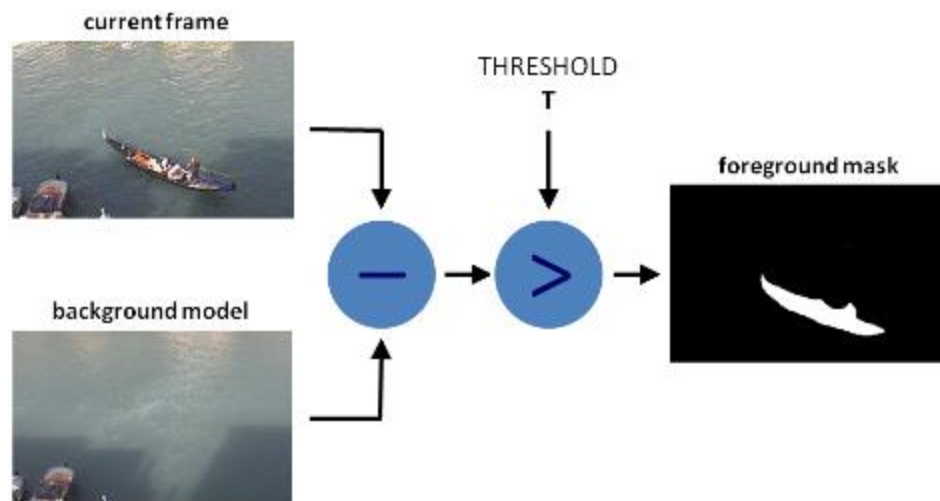 current frame
THRESHOLD
T
foreground mask
−
>
background model